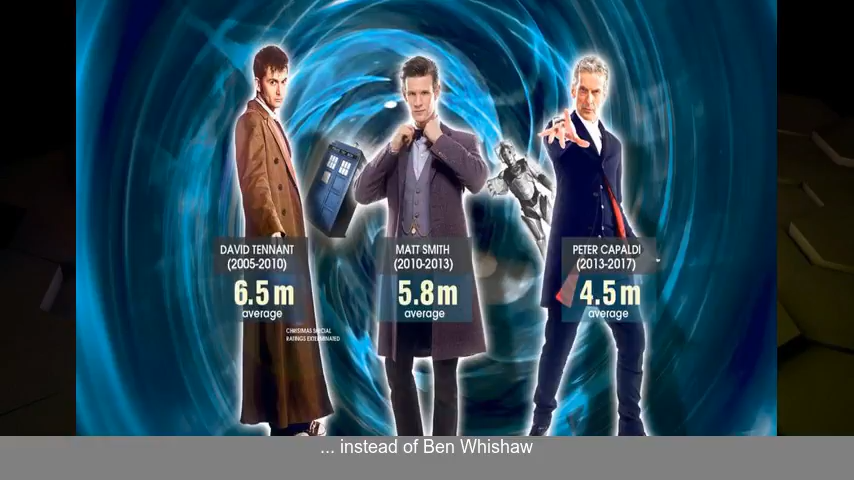 DAVID TENNANT
(2005-2010)
6.5m
average
CHRISTMAS SPECIAL
RATINGS EXTERMINATED
MATT SMITH
(2010-2013)
5.8m
average
PETER CAPALDI
(2013-2017)
4.5m
average
... instead of Ben Whishaw